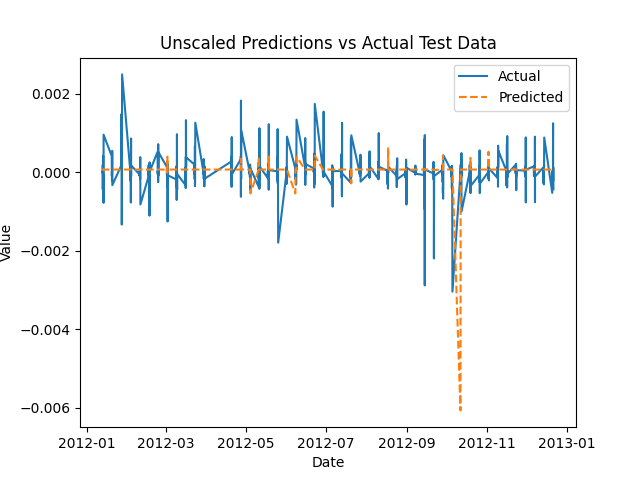 Unscaled Predictions vs Actual Test Data
Actual
Predicted
0.002
0.000
−0.002
−0.004
−0.006
Value
2012-01
2012-03
2012-05
2012-07
2012-09
2012-11
2013-01
Date